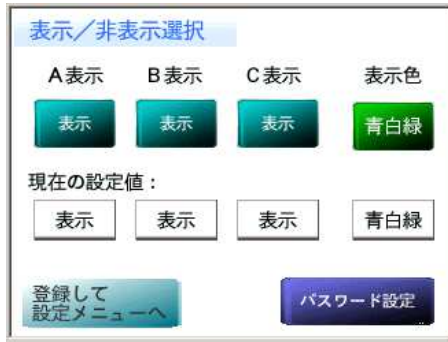 表示／非表示選択
A表示 B表示 C表示 表示色
表示 表示 表示 青白緑
現在の設定値：
表示 表示 表示 青白緑
登録して
設定メニューへ
パスワード設定